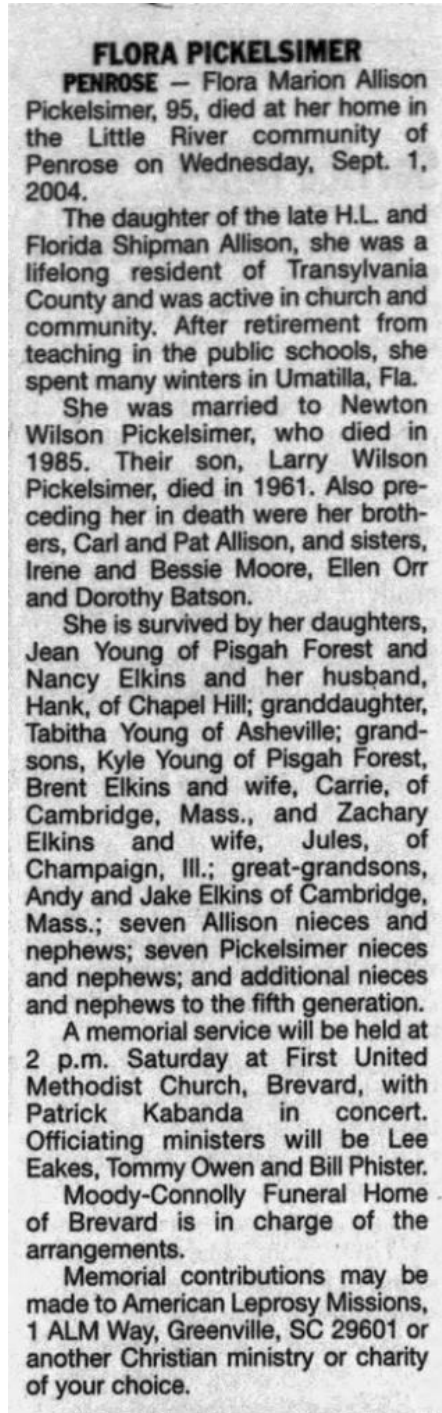 FLORA PICKELSIMER
PENROSE — Flora Marion Allison
Pickelsimer, 95, died at her home in
the Little River community of
Penrose on Wednesday, Sept. 1,
2004.
The daughter of the late H.L. and
Florida Shipman Allison, she was a
lifelong resident of Transylvania
County and was active in church and
community. After retirement from
teaching in the public schools, she
spent many winters in Umatilla, Fla.
She was married to Newton
Wilson Pickelsimer, who died in
1985. Their son, Larry Wilson
Pickelsimer, died in 1961. Also pre-
ceding her in death were her broth-
ers, Carl and Pat Allison, and sisters,
Irene and Bessie Moore, Ellen Orr
and Dorothy Batson.
She is survived by her daughters,
Jean Young of Pisgah Forest and
Nancy Elkins and her husband,
Hank, of Chapel Hill; granddaughter,
Tabitha Young of Asheville; grand-
sons, Kyle Young of Pisgah Forest,
Brent Elkins and wife, Carrie, of
Cambridge, Mass., and Zachary
Elkins and wife, Jules, of
Champaign, Ill.; great-grandsons,
Andy and Jake Elkins of Cambridge,
Mass.; seven Allison nieces and
nephews; seven Pickelsimer nieces
and nephews; and additional nieces
and nephews to the fifth generation.
A memorial service will be held at
2 p.m. Saturday at First United
Methodist Church, Brevard, with
Patrick Kabanda in concert.
Officiating ministers will be Lee
Eakes, Tommy Owen and Bill Phister.
Moody-Connolly Funeral Home
of Brevard is in charge of the
arrangements.
Memorial contributions may be
made to American Leprosy Missions,
1 ALM Way, Greenville, SC 29601 or
another Christian ministry or charity
of your choice.